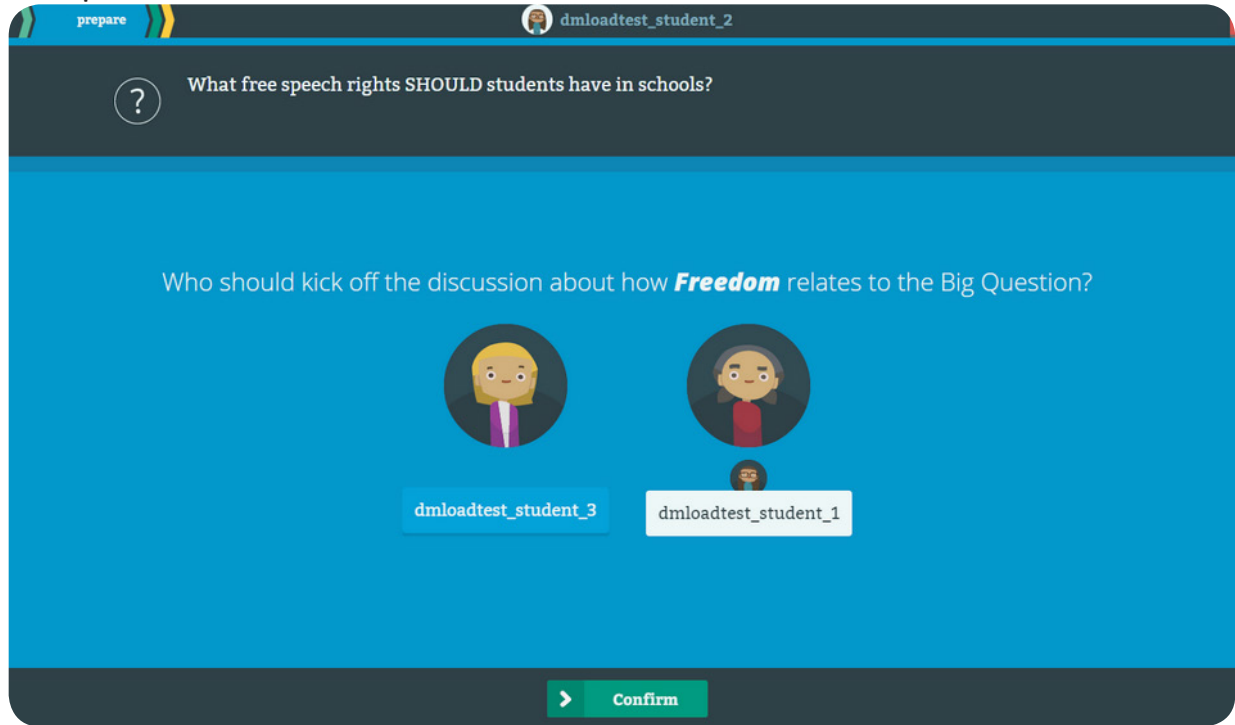 prepare
dmloadtest_student_2
?
What free speech rights SHOULD students have in schools?
Who should kick off the discussion about how Freedom relates to the Big Question?
dmloadtest_student_3
dmloadtest_student_1
Confirm